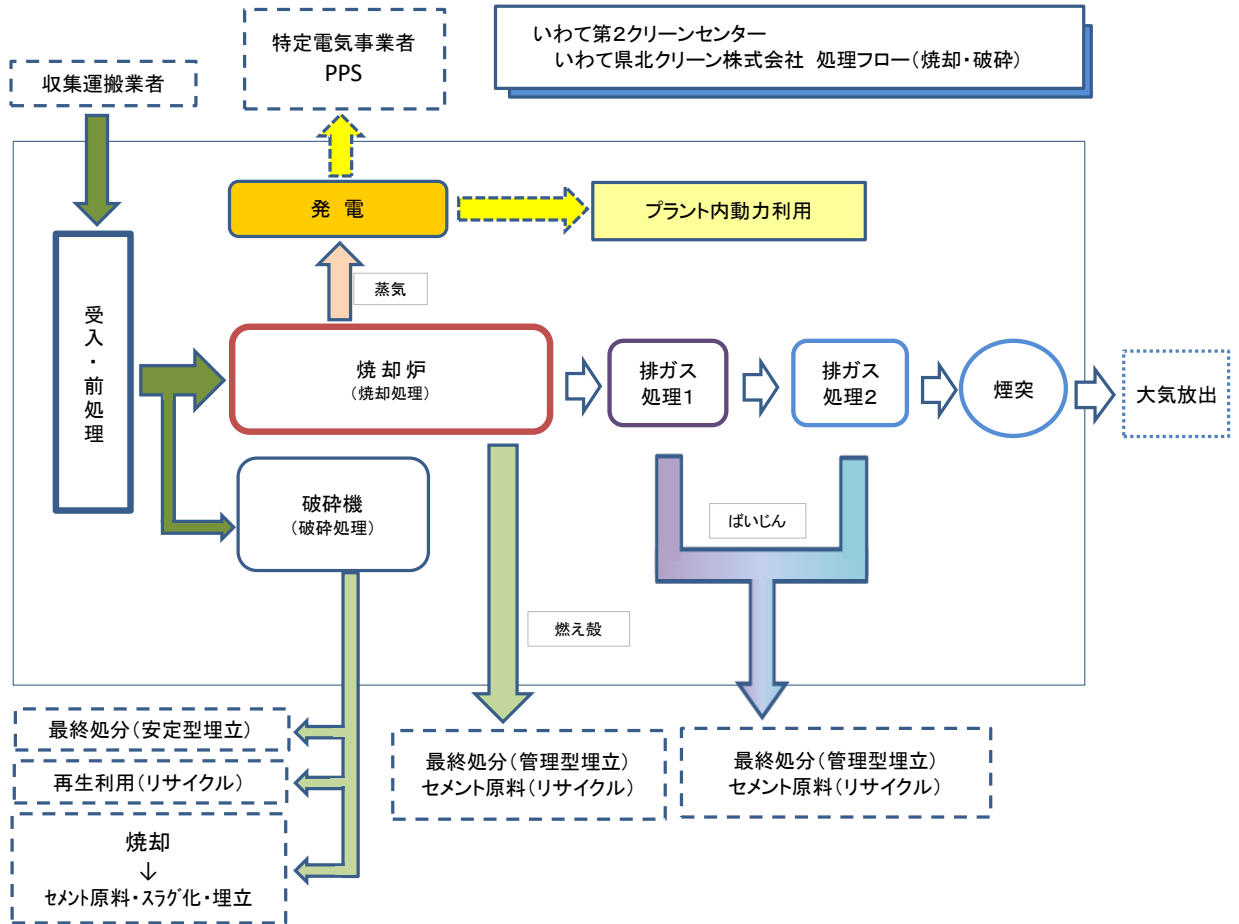 いわて第2クリーンセンター
いわて県北クリーン株式会社 処理フロー(焼却・破砕)
特定電気事業者
PPS
収集運搬業者
発 電
プラント内動力利用
蒸気
受入・前処理
焼 却 炉
(焼却処理)
排ガス
処理1
排ガス
処理2
煙突
大気放出
破砕機
(破砕処理)
ばいじん
燃え殻
最終処分(安定型埋立)
再生利用(リサイクル)
焼却
↓
セメント原料・スラグ化・埋立
最終処分(管理型埋立)
セメント原料(リサイクル)
最終処分(管理型埋立)
セメント原料(リサイクル)